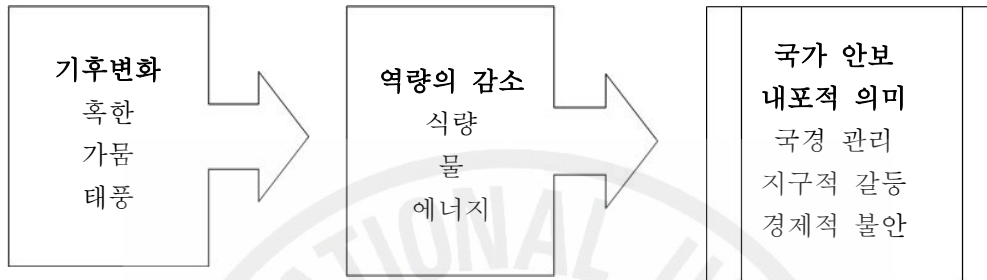 기후변화
혹한
가뭄
태풍
역량의 감소
식량
물
에너지
국가 안보
내포적 의미
국경 관리
지구적 갈등
경제적 불안